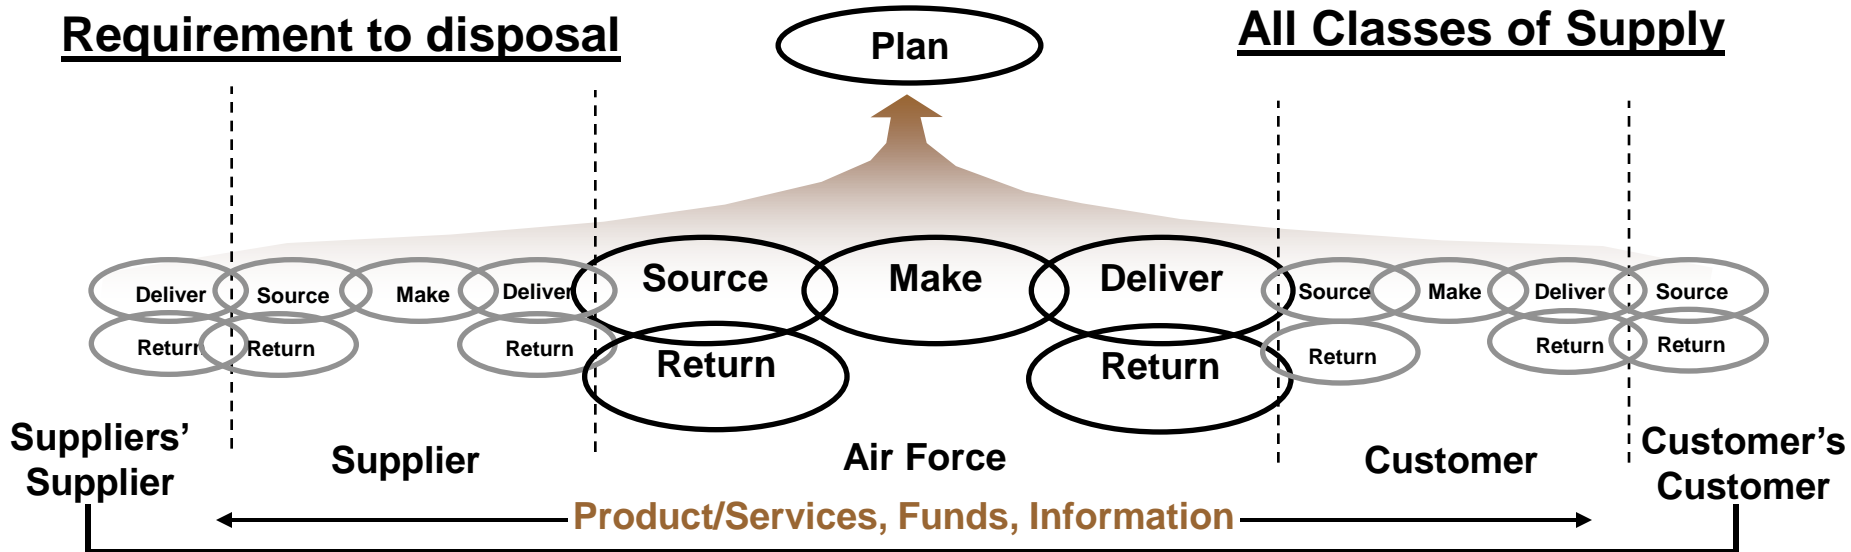 Requirement to disposal
Plan
All Classes of Supply
Deliver
Source
Make
Deliver
Source
Make
Deliver
Source
Make
Deliver
Source
Return
Return
Return
Return
Return
Return
Return
Return
Suppliers’
Supplier
Supplier
Air Force
Customer
Customer’s
Customer
Product/Services, Funds, Information